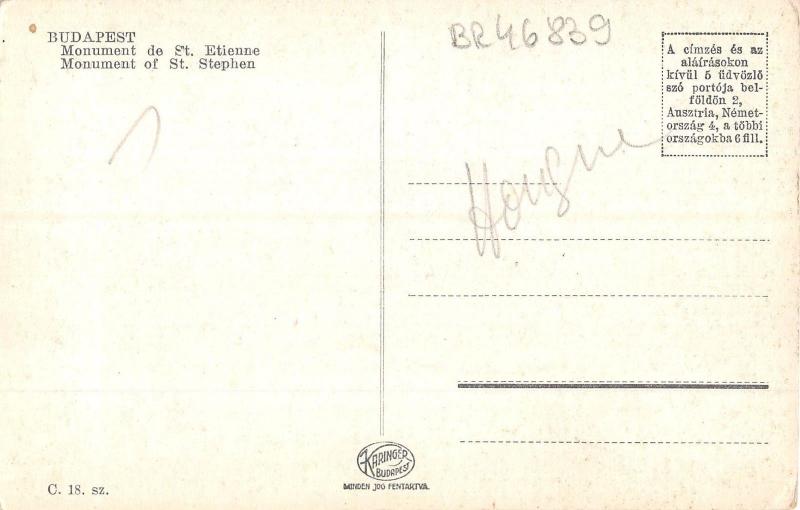 BUDAPEST
Monument de St. Etienne
Monument of St. Stephen
BR46839
A címzés és az
aláírásokon
kívül 5 üdvözlő
szó portója bel-
földön 2,
Ausztria, Német-
ország 4, a többi
országokba 6 fill.
Hongrie
KARINGER
BUDAPEST
MINDEN JOG FENTARTVA.
C. 18. sz.